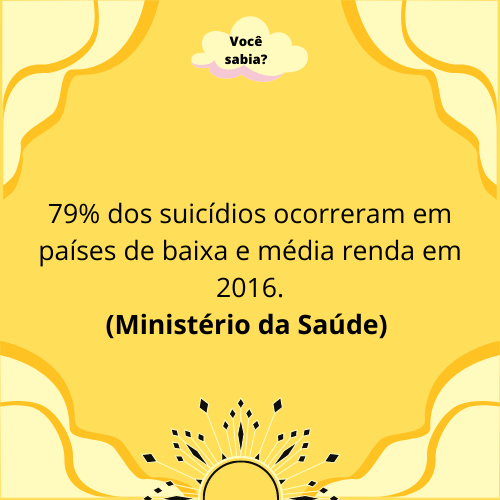 Você
sabia?
79% dos suicídios ocorreram em
países de baixa e média renda em
2016.
(Ministério da Saúde)